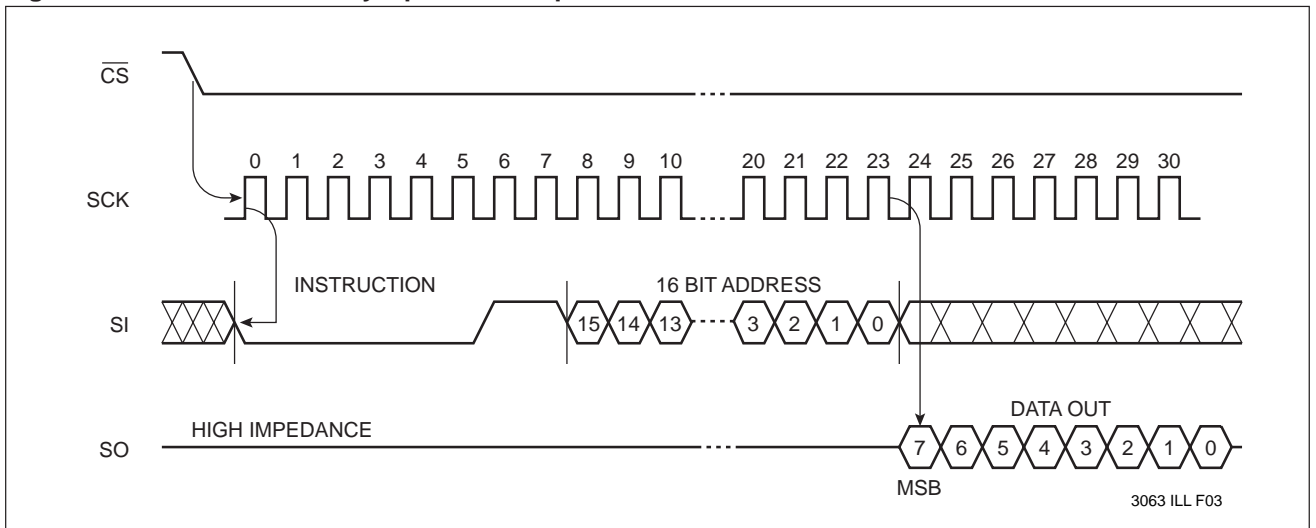 CS
0 1 2 3 4 5 6 7 8 9 10 20 21 22 23 24 25 26 27 28 29 30
SCK
INSTRUCTION 16 BIT ADDRESS
SI 15 14 13 3 2 1 0
DATA OUT
HIGH IMPEDANCE
SO 7 6 5 4 3 2 1 0
MSB
3063 ILL F03